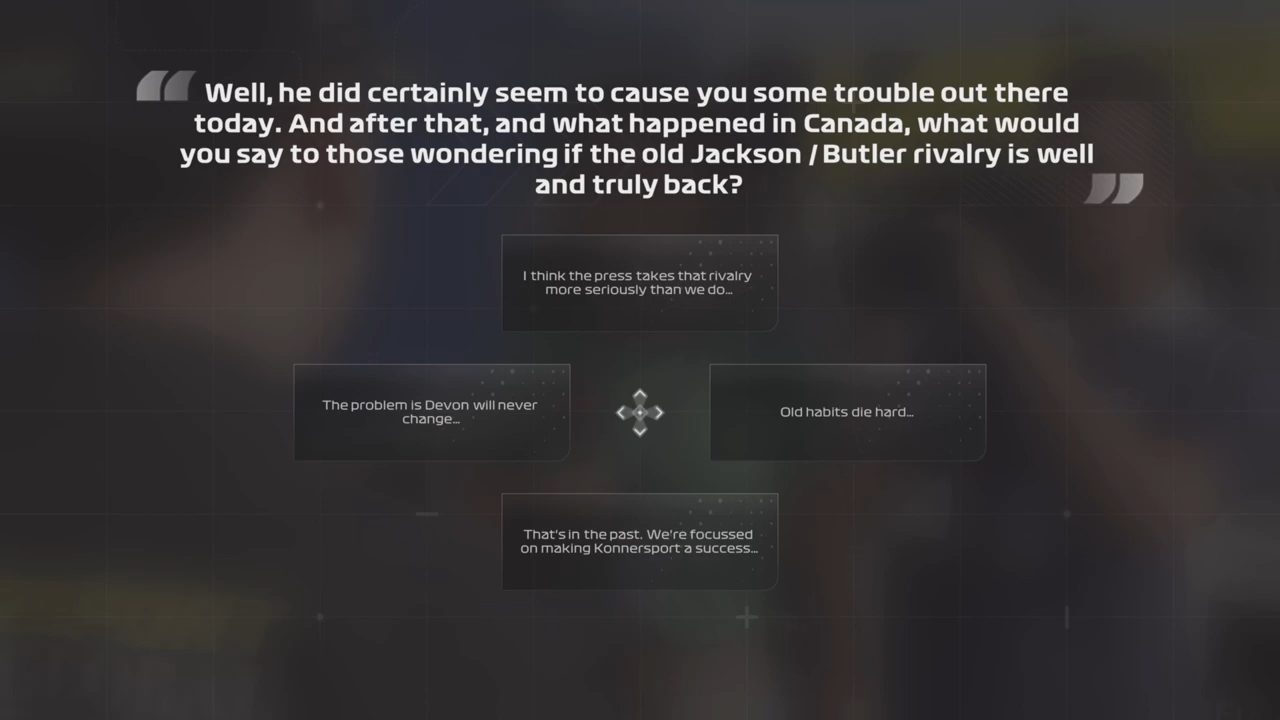 Well, he did certainly seem to cause you some trouble out there
today. And after that, and what happened in Canada, what would
you say to those wondering if the old Jackson / Butler rivalry is well
and truly back?
I think the press takes that rivalry
more seriously than we do...
The problem is Devon will never
change...
Old habits die hard...
That's in the past. We're focussed
on making Konnersport a success...